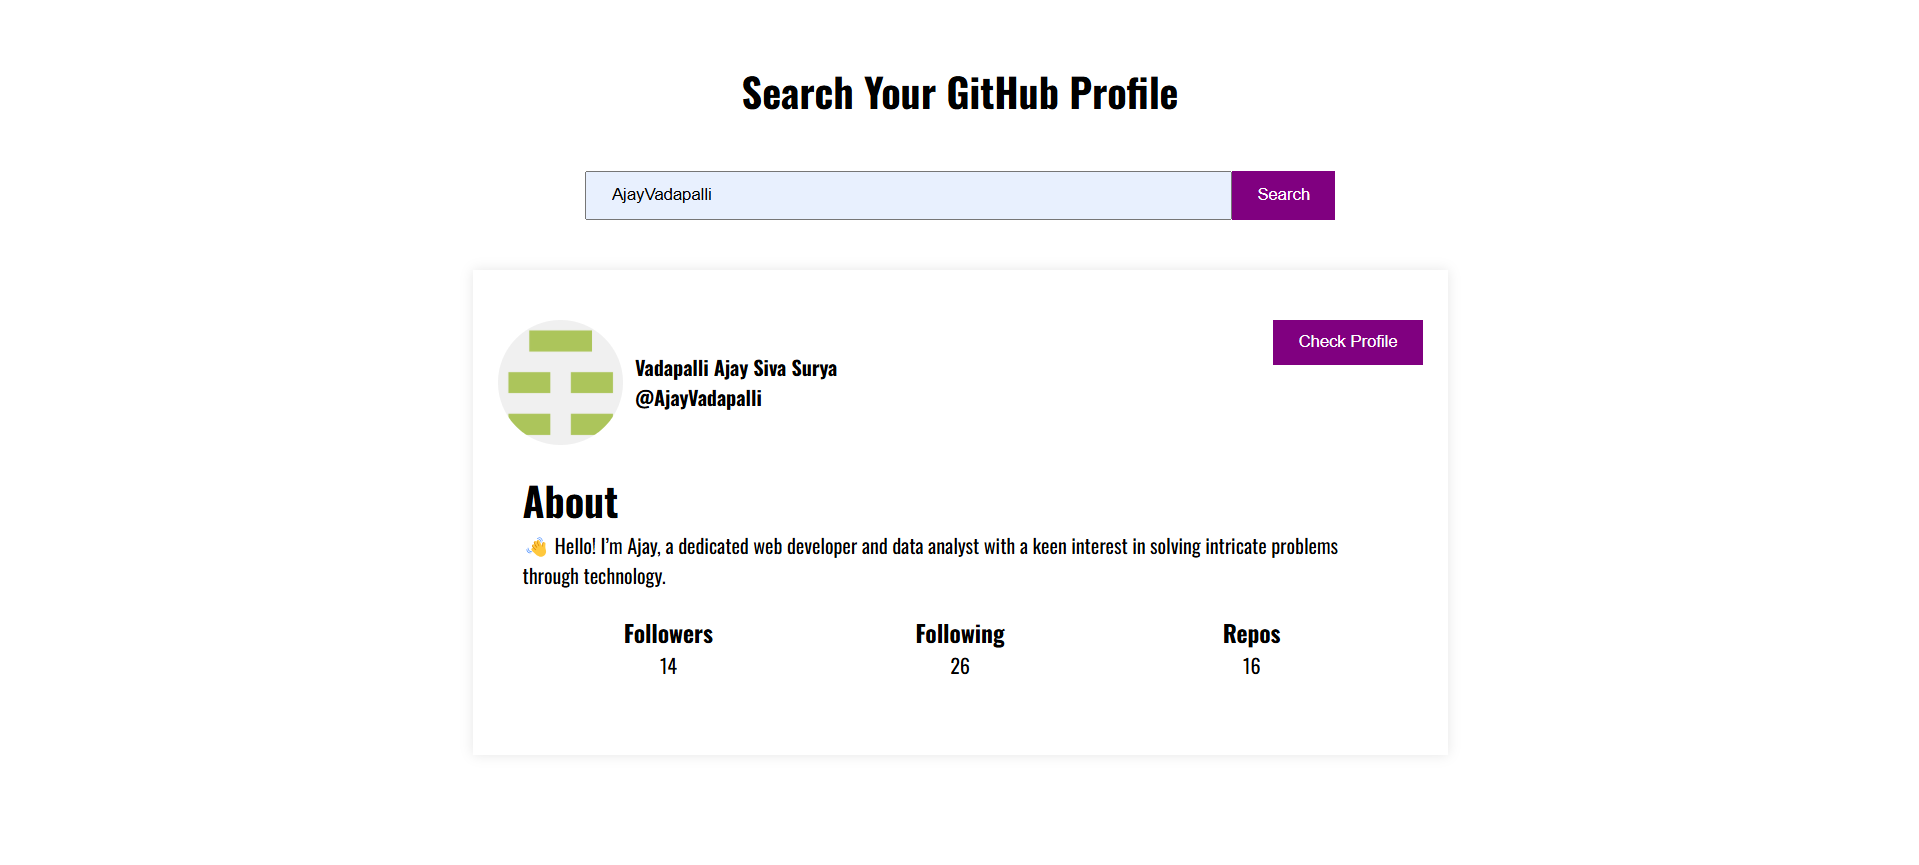 Search Your GitHub Profile
AjayVadapalli
Search
Check Profile
Vadapalli Ajay Siva Surya
@AjayVadapalli
About
👋 Hello! I’m Ajay, a dedicated web developer and data analyst with a keen interest in solving intricate problems
through technology.
Followers Following Repos
14 26 16